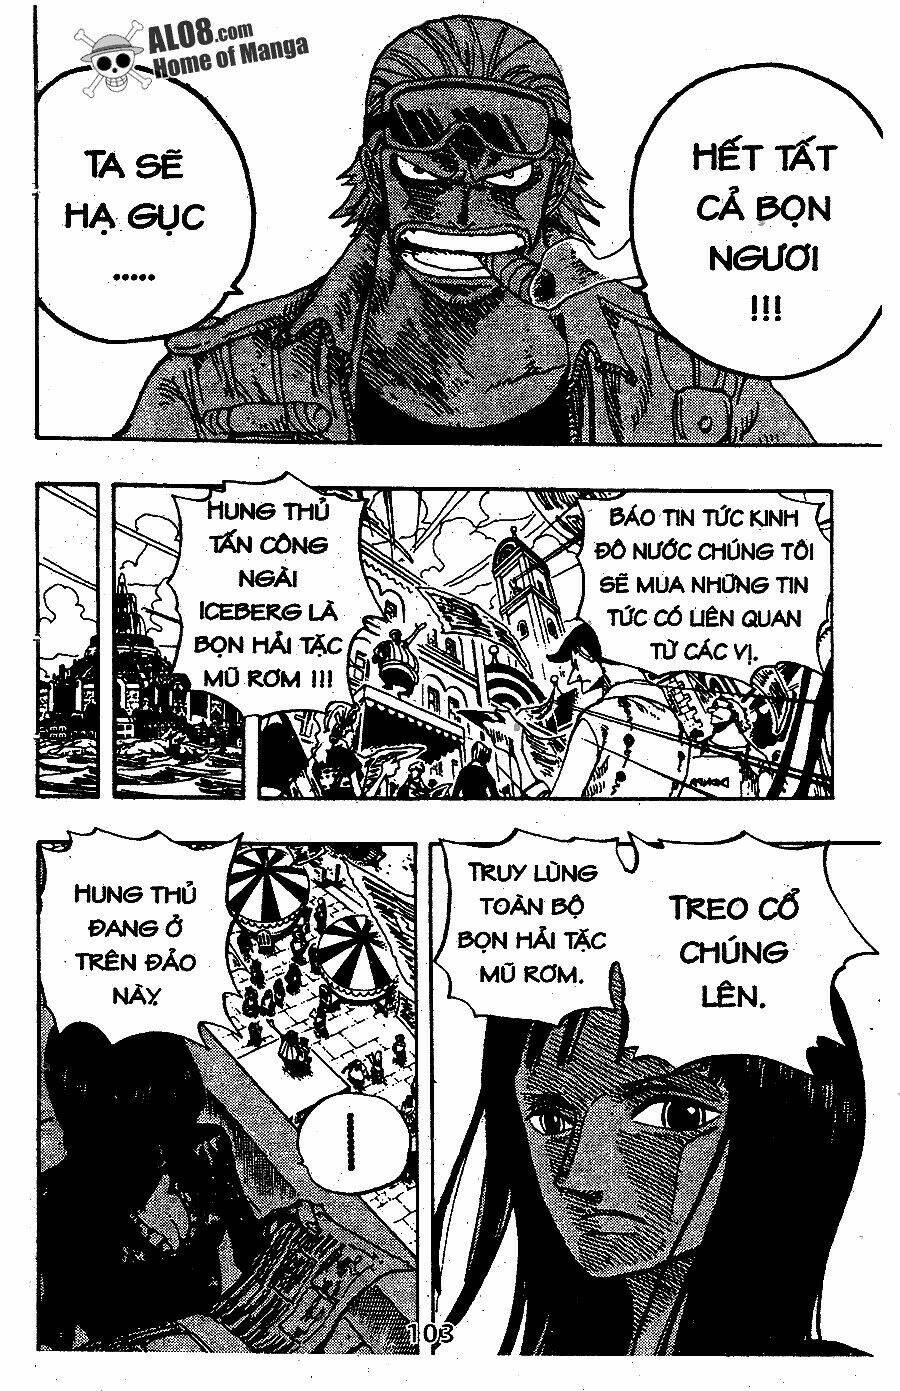 AL08.com
Home of Manga
TA SẼ
HẠ GỤC
.....
HẾT TẤT
CẢ BỌN
NGƯƠI
!!!
HUNG THỦ
TẤN CÔNG
NGÀI
ICEBERG LÀ
BỌN HẢI TẶC
MŨ RƠM !!!
BÁO TIN TỨC KINH
ĐÔ NƯỚC CHÚNG TÔI
SẼ MUA NHỮNG TIN
TỨC CÓ LIÊN QUAN
TỪ CÁC VỊ.
HUNG THỦ
ĐANG Ở
TRÊN ĐẢO
NÀY.
TRUY LÙNG
TOÀN BỘ
BỌN HẢI TẶC
MŨ RƠM.
TREO CỔ
CHÚNG
LÊN.
103